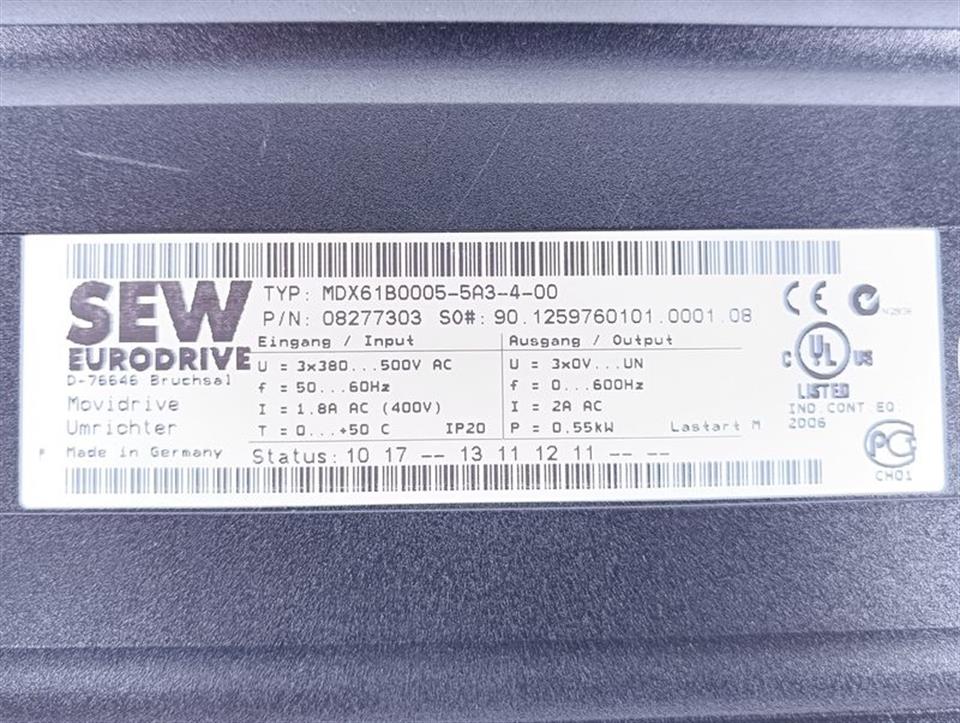 SEW
EURODRIVE
D-76646 Bruchsal
Movidrive
Umrichter
Made in Germany
TYP: MDX61B0005-5A3-4-00
P/N: 08277303 SO#: 90.1259760101.0001.08
Eingang / Input
U = 3x380...500V AC
f = 50...60Hz
I = 1.8A AC (400V)
T = 0...+50 C IP20
Ausgang / Output
U = 3x0V...UN
f = 0...600Hz
I = 2A AC
P = 0.55kW Lastart M
Status: 10 17 -- 13 11 12 11 -- --
CE
C UL US
LISTED
IND.CONT.EQ.
2006
CH01